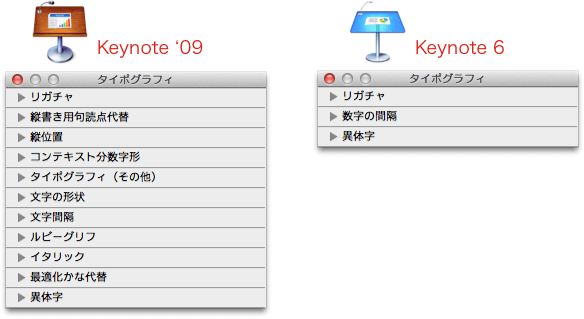 Keynote ‘09
タイポグラフィ
リガチャ
縦書き用句読点代替
縦位置
コンテキスト分数字形
タイポグラフィ（その他）
文字の形状
文字間隔
ルビーグリフ
イタリック
最適化かな代替
異体字
Keynote 6
タイポグラフィ
リガチャ
数字の間隔
異体字